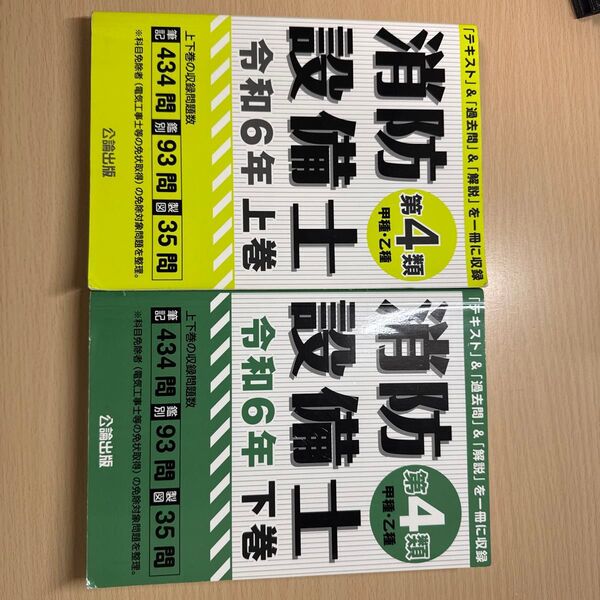 「テキスト」&「過去問」&「解説」を一冊に収録
消防
設備士
第4類
甲種・乙種
令和6年 上巻
上下巻の収録問題数
筆記 434問 鑑別 93問 製図 35問
※科目免除者(電気工事士等の免状取得)の免除対象問題を整理。
公論出版
「テキスト」&「過去問」&「解説」を一冊に収録
消防
設備士
第4類
甲種・乙種
令和6年 下巻
上下巻の収録問題数
筆記 434問 鑑別 93問 製図 35問
※科目免除者(電気工事士等の免状取得)の免除対象問題を整理。
公論出版